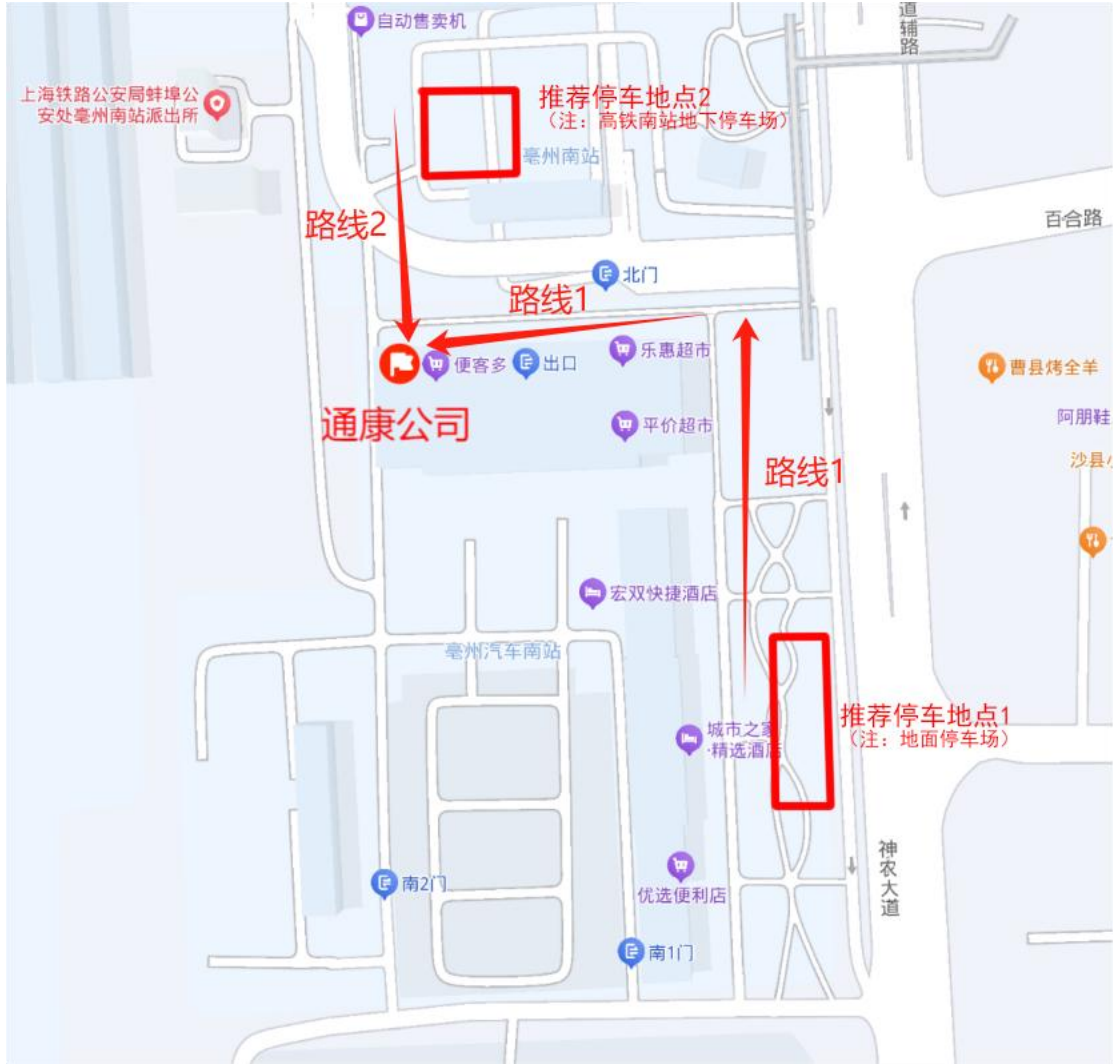 自动售卖机
道辅路
上海铁路公安局蚌埠公
安处亳州南站派出所
推荐停车地点2
（注：高铁南站地下停车场）
亳州南站
路线2
百合路
北门
路线1
便客多
出口
乐惠超市
曹县烤全羊
通康公司
平价超市
阿朋鞋
沙县
路线1
宏双快捷酒店
亳州汽车南站
推荐停车地点1
（注：地面停车场）
城市之家
·精选酒店
神农大道
南2门
优选便利店
南1门